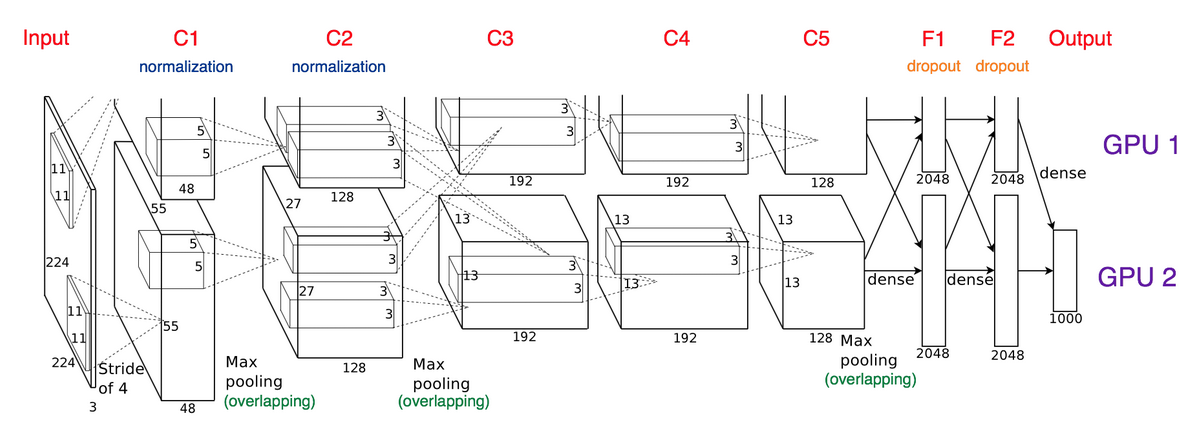 Input C1 C2 C3 C4 C5 F1 F2 Output
normalization normalization dropout dropout
GPU 1
11
11
5
5
48
3
3
3
128
3
3
192
3
3
192
128
2048
2048
dense
GPU 2
224
224
3
11
11
Stride
of 4
55
55
5
5
48
Max
pooling
(overlapping)
27
27
3
3
3
3
128
Max
pooling
(overlapping)
13
13
3
3
192
13
13
3
3
192
13
13
128
Max
pooling
(overlapping)
dense
2048
dense
2048
1000